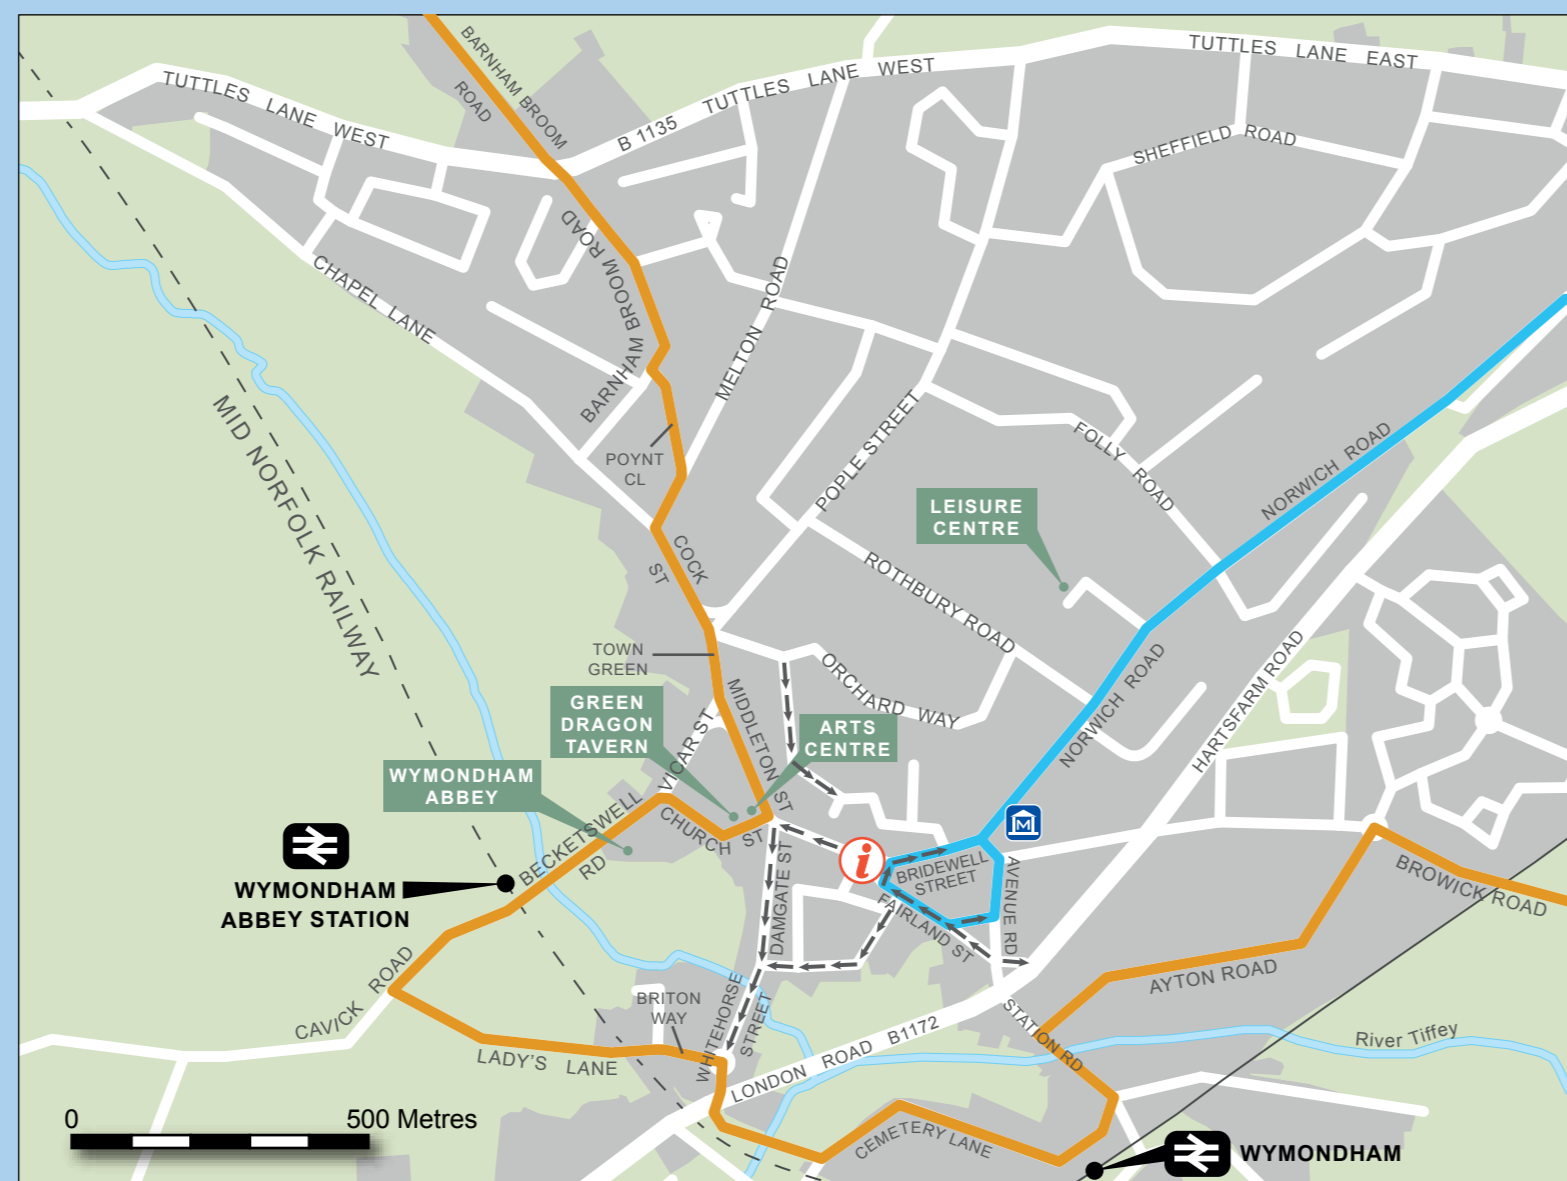 TUTTLES LANE EAST
BARNHAM BROOM
ROAD
TUTTLES LANE WEST
B 1135
TUTTLES LANE WEST
SHEFFIELD ROAD
BARNHAM BROOM ROAD
CHAPEL LANE
MELTON ROAD
MID NORFOLK RAILWAY
POYNT
CL
POPLE STREET
FOLLY ROAD
NORWICH ROAD
LEISURE
CENTRE
COCK
ST
ROTHBURY ROAD
TOWN
GREEN
ORCHARD WAY
NORWICH ROAD
HARTSFARM ROAD
GREEN
DRAGON
TAVERN
VICAR ST
MIDDLETON ST
ARTS
CENTRE
WYMONDHAM
ABBEY
CHURCH ST
BECKETSWELL
RD
M
i
BRIDEWELL
STREET
AVENUE RD
FAIRLAND ST
DAMGATE ST
BROWICK ROAD
WYMONDHAM
ABBEY STATION
CAVICK ROAD
AYTON ROAD
BRITON
WAY
WHITEHORSE
STREET
STATION RD
LADY'S LANE
LONDON ROAD B1172
River Tiffey
0 500 Metres
CEMETERY LANE
WYMONDHAM